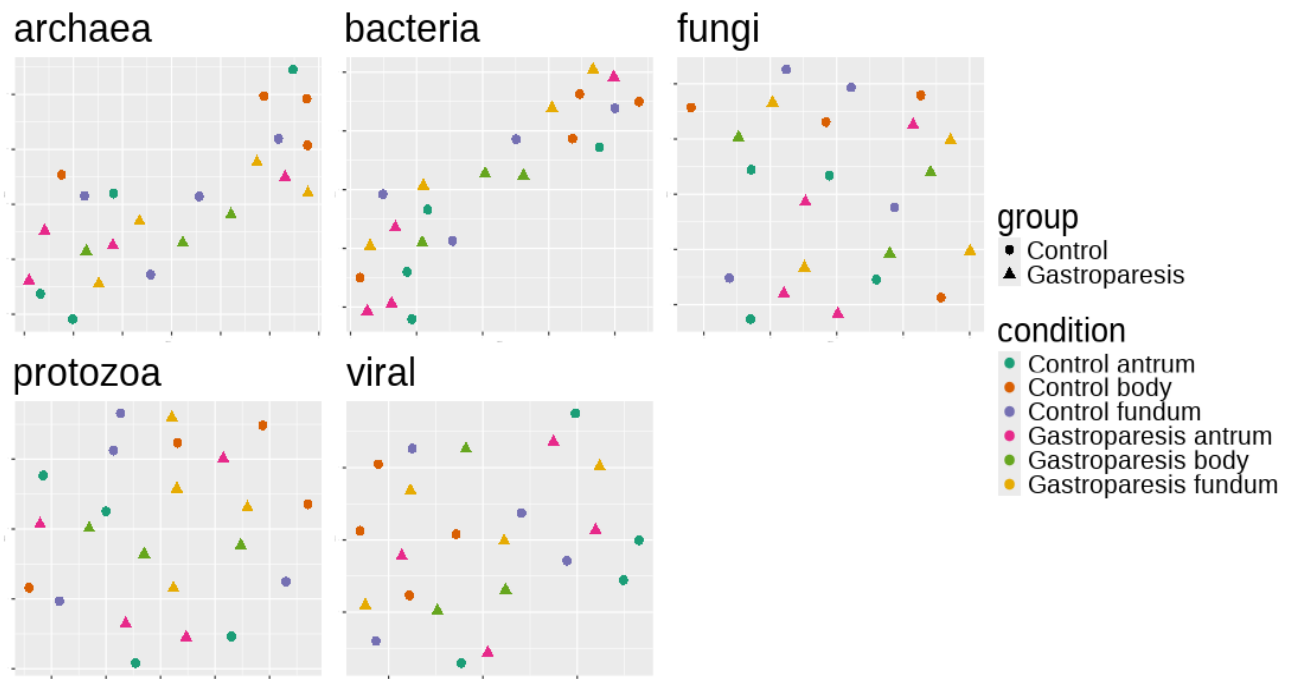 archaea
bacteria
fungi
group
Control
Gastroparesis
condition
Control antrum
Control body
Control fundum
Gastroparesis antrum
Gastroparesis body
Gastroparesis fundum
protozoa
viral